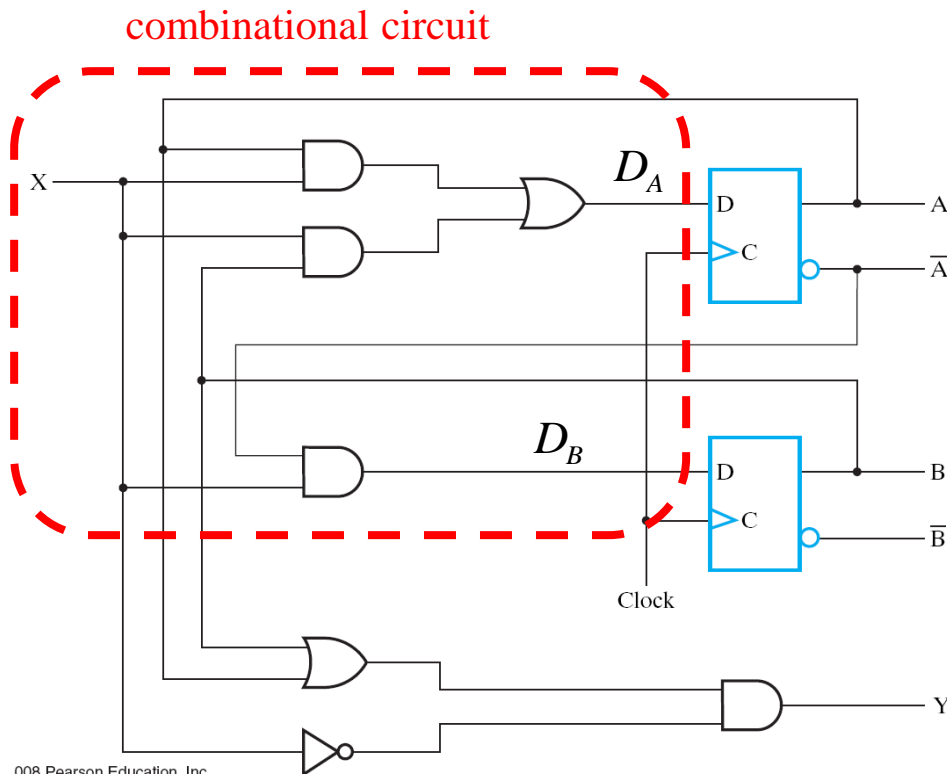 combinational circuit
X
D_A
D
C
A
A̅
D_B
D
C
B
B̅
Clock
Y
008 Pearson Education, Inc